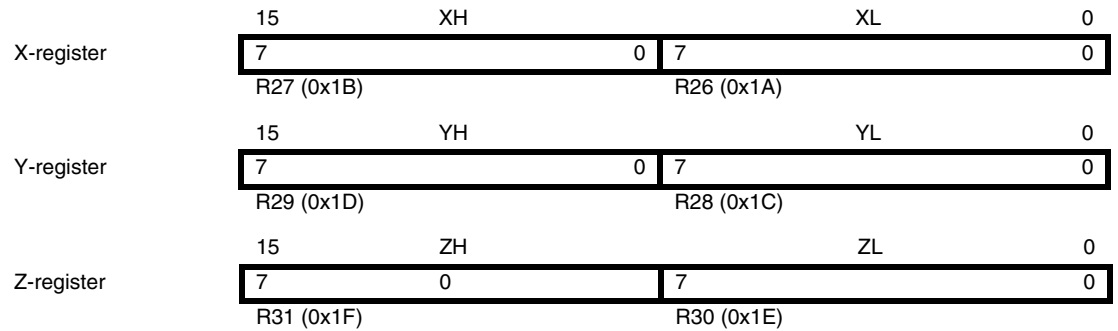 15 XH XL 0
X-register 7 0 7 0
R27 (0x1B) R26 (0x1A)
15 YH YL 0
Y-register 7 0 7 0
R29 (0x1D) R28 (0x1C)
15 ZH ZL 0
Z-register 7 0 7 0
R31 (0x1F) R30 (0x1E)